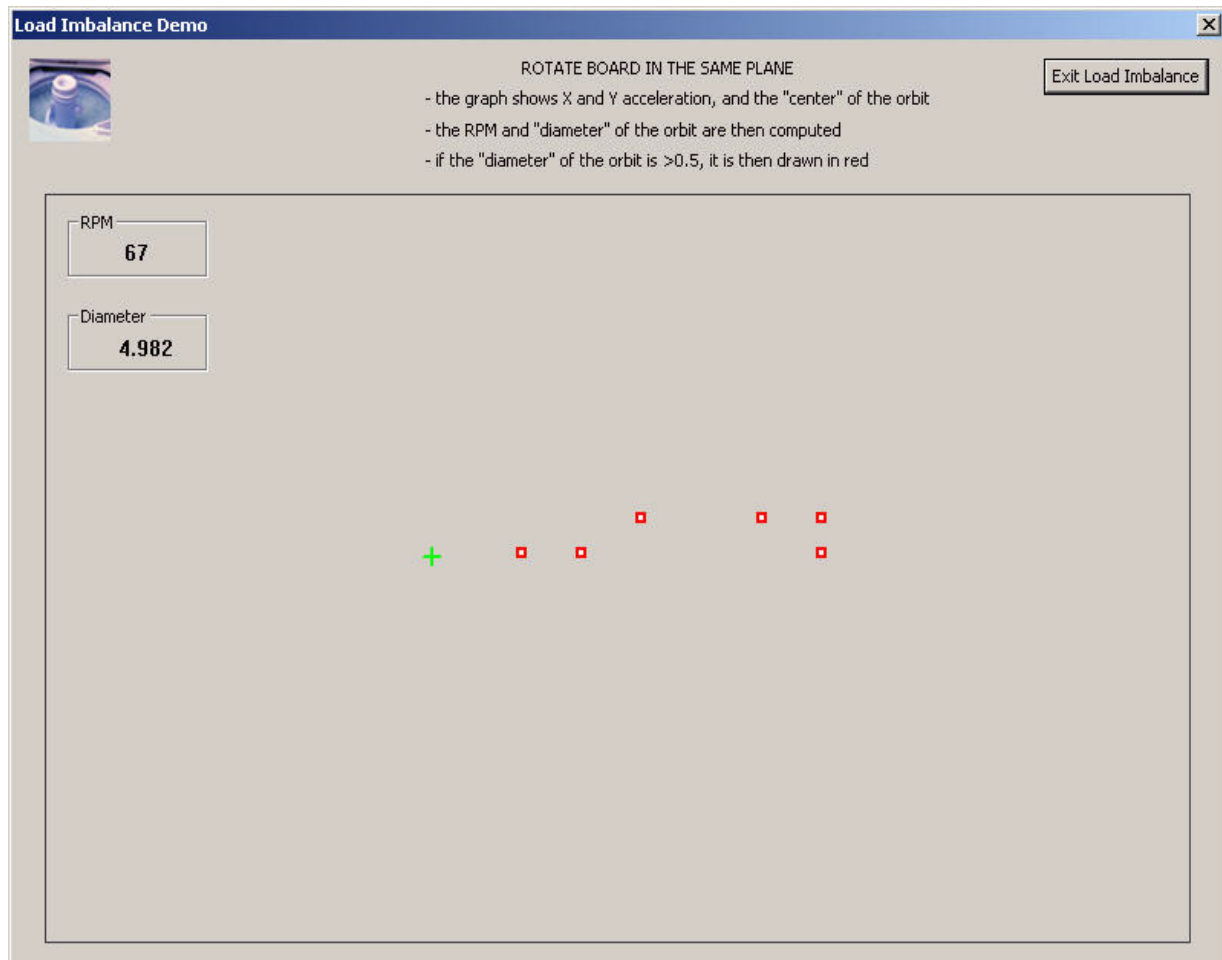 Load Imbalance Demo
ROTATE BOARD IN THE SAME PLANE
Exit Load Imbalance
- the graph shows X and Y acceleration, and the "center" of the orbit
- the RPM and "diameter" of the orbit are then computed
- if the "diameter" of the orbit is >0.5, it is then drawn in red
RPM
67
Diameter
4.982